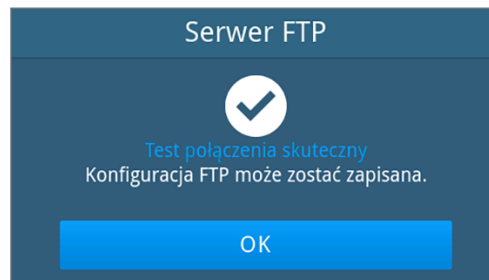 Serwer FTP
Test połączenia skuteczny
Konfiguracja FTP może zostać zapisana.
OK